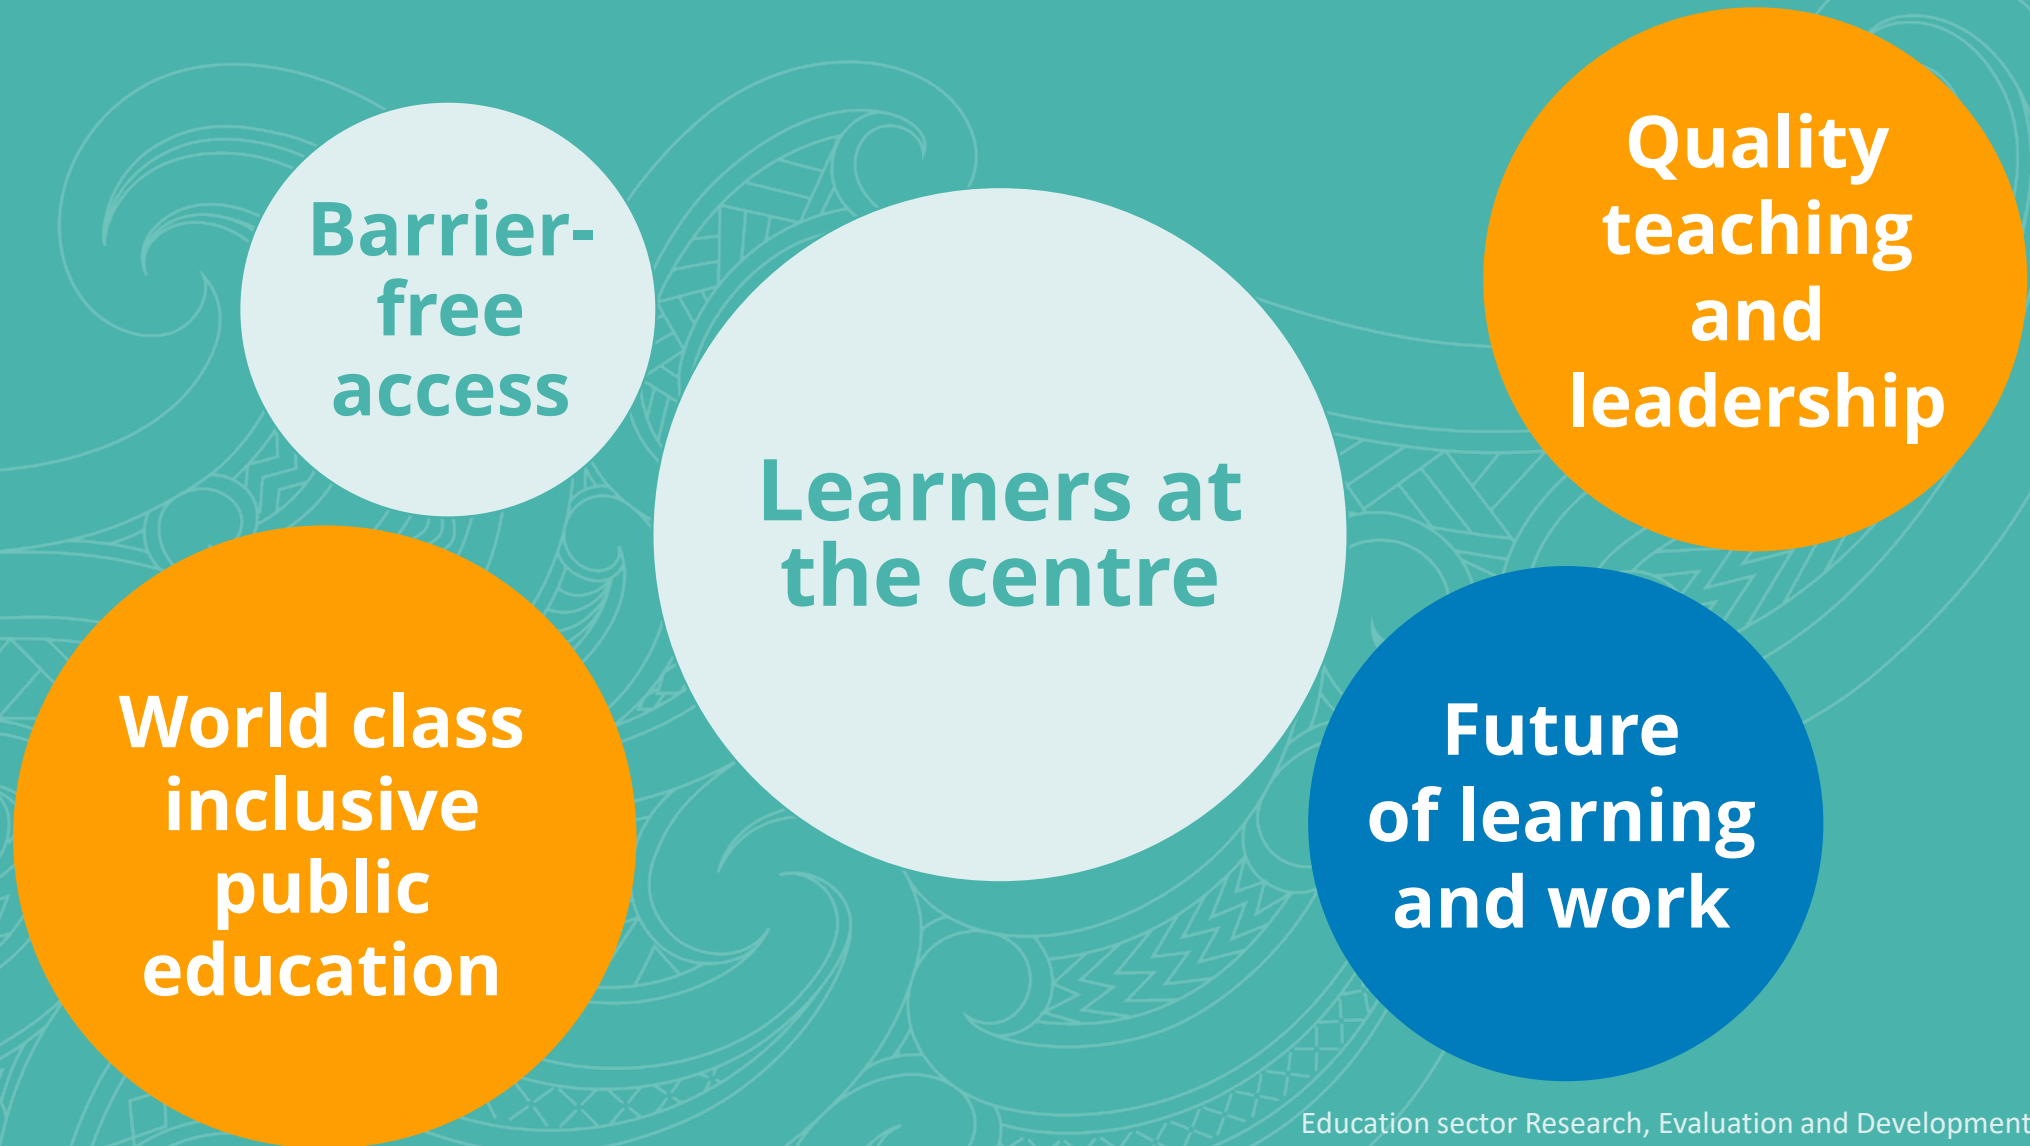 Barrier-
free
access
Learners at
the centre
Quality
teaching
and
leadership
World class
inclusive
public
education
Future
of learning
and work
Education sector Research, Evaluation and Development